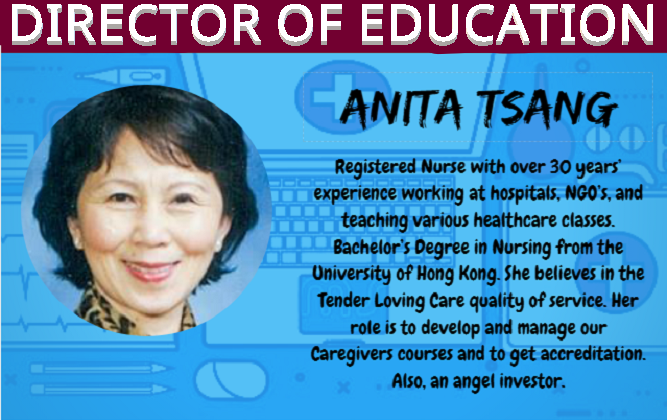 DIRECTOR OF EDUCATION
ANITA TSANG
Registered Nurse with over 30 years'
experience working at hospitals, NGO's, and
teaching various healthcare classes.
Bachelor's Degree in Nursing from the
University of Hong Kong. She believes in the
Tender Loving Care quality of service. Her
role is to develop and manage our
Caregivers courses and to get accreditation.
Also, an angel investor.